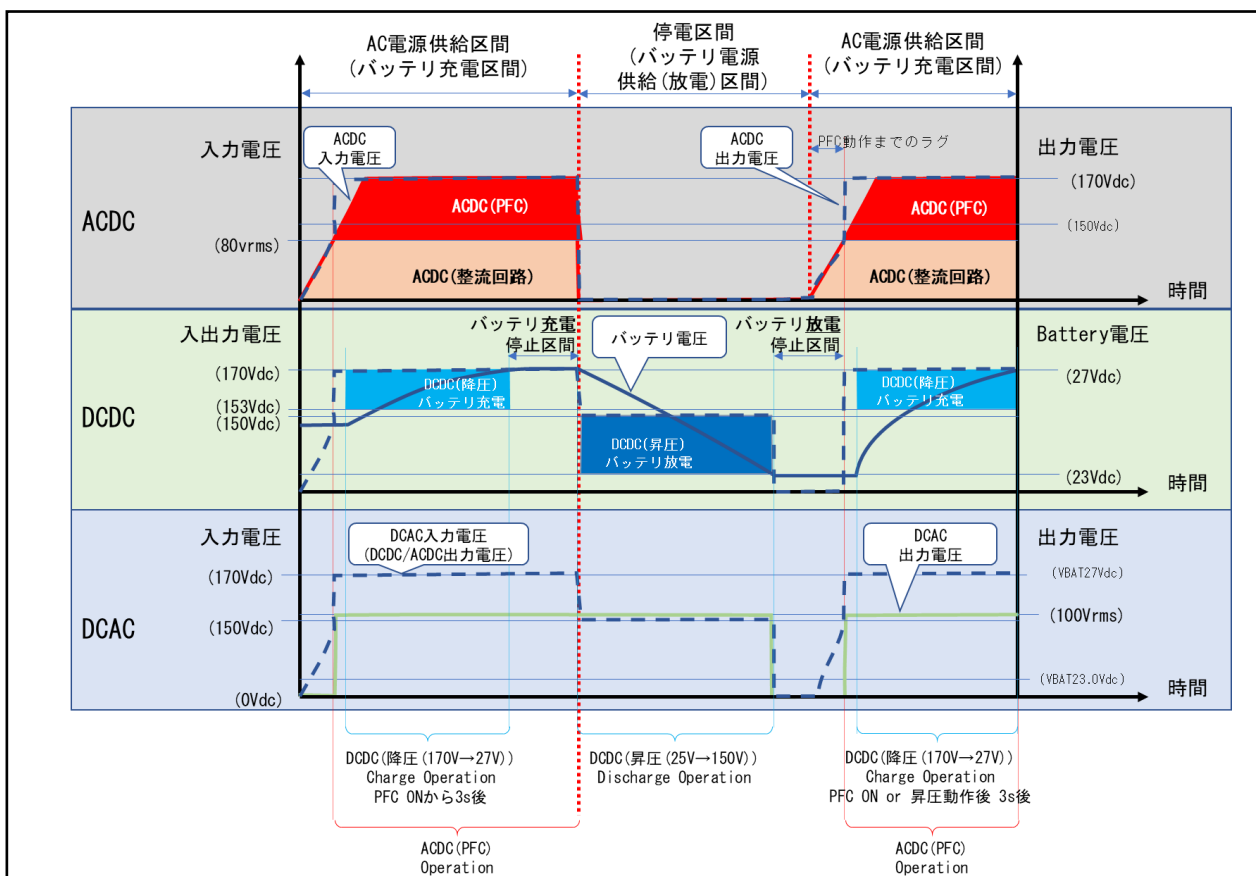 AC電源供給区間
(バッテリ充電区間)
停電区間
(バッテリ電源
供給(放電)区間)
AC電源供給区間
(バッテリ充電区間)
ACDC
入力電圧
ACDC
入力電圧
ACDC
出力電圧
PFC動作までのラグ
出力電圧
(170Vdc)
(150Vdc)
(80vrms)
ACDC(PFC)
ACDC(整流回路)
ACDC(PFC)
ACDC(整流回路)
時間
DCDC
入出力電圧
(170Vdc)
(153Vdc)
(150Vdc)
バッテリ充電
停止区間
バッテリ電圧
バッテリ放電
停止区間
Battery電圧
(27Vdc)
(23Vdc)
DCDC(降圧)
バッテリ充電
DCDC(昇圧)
バッテリ放電
DCDC(降圧)
バッテリ充電
時間
DCAC
入力電圧
(170Vdc)
(150Vdc)
(0Vdc)
DCAC入力電圧
(DCDC/ACDC出力電圧)
DCAC
出力電圧
出力電圧
(VBAT27Vdc)
(100Vrms)
(VBAT23.0Vdc)
時間
DCDC(降圧(170V→27V))
Charge Operation
PFC ONから3s後
DCDC(昇圧(25V→150V))
Discharge Operation
DCDC(降圧(170V→27V))
Charge Operation
PFC ON or 昇圧動作後 3s後
ACDC(PFC)
Operation
ACDC(PFC)
Operation